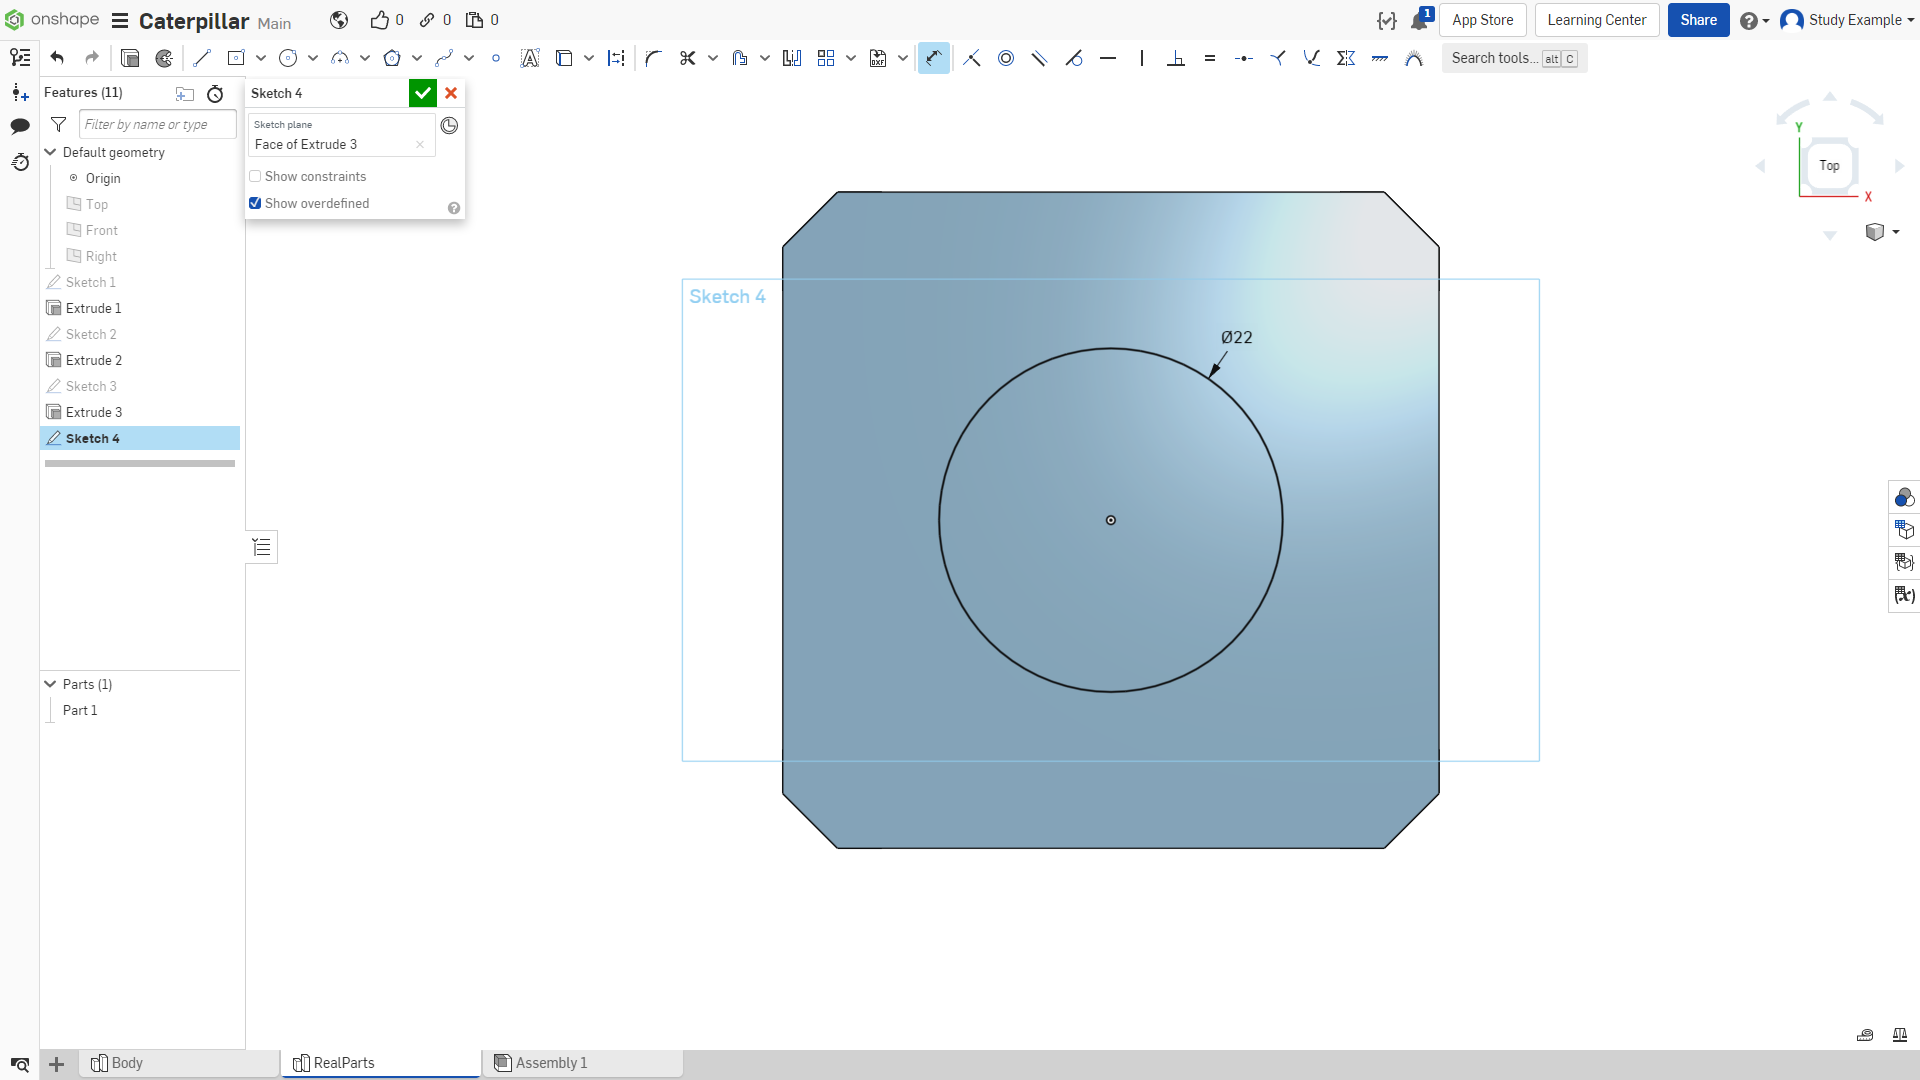 onshape Caterpillar Main 0 0 0 1 App Store Learning Center Share Study Example
Search tools... alt C
Features (11)
Filter by name or type
Default geometry
Origin
Top
Front
Right
Sketch 1
Extrude 1
Sketch 2
Extrude 2
Sketch 3
Extrude 3
Sketch 4
Parts (1)
Part 1
Sketch 4
Sketch plane
Face of Extrude 3
Show constraints
Show overdefined
Sketch 4
Ø22
Y
Top
X
Body
RealParts
Assembly 1